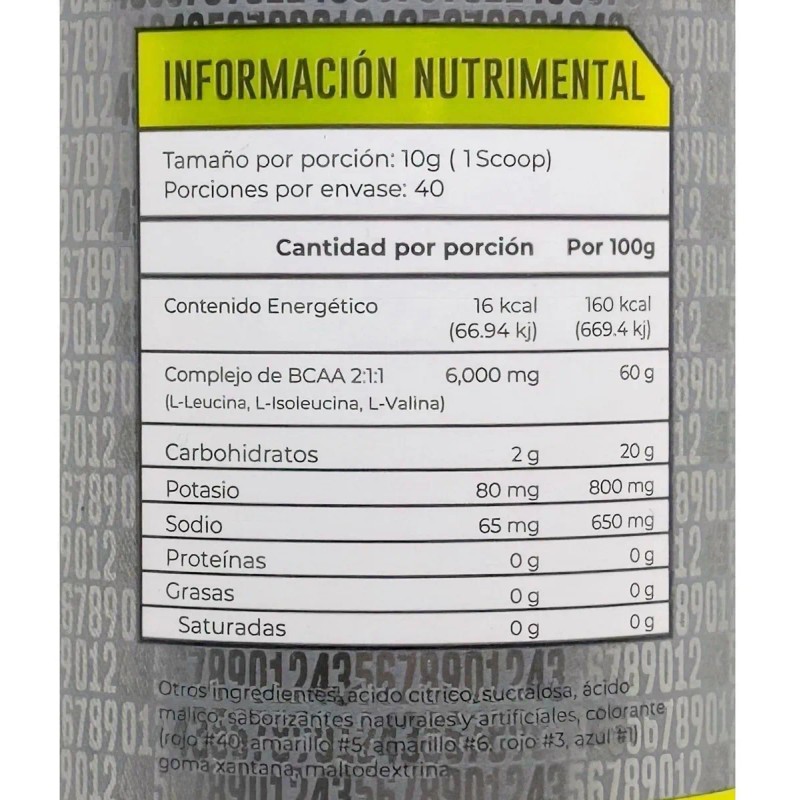 INFORMACIÓN NUTRIMENTAL
Tamaño por porción: 10g ( 1 Scoop)
Porciones por envase: 40
Cantidad por porción Por 100g
Contenido Energético 16 kcal 160 kcal
(66.94 kj) (669.4 kj)
Complejo de BCAA 2:1:1 6,000 mg 60 g
(L-Leucina, L-Isoleucina, L-Valina)
Carbohidratos 2 g 20 g
Potasio 80 mg 800 mg
Sodio 65 mg 650 mg
Proteínas 0 g 0 g
Grasas 0 g 0 g
Saturadas 0 g 0 g
Otros ingredientes, ácido cítrico, sucralosa, ácido
málico, saborizantes naturales y artificiales, colorante
(rojo #40, amarillo #5, amarillo #6, rojo #3, azul #1)
goma xantana, maltodextrina